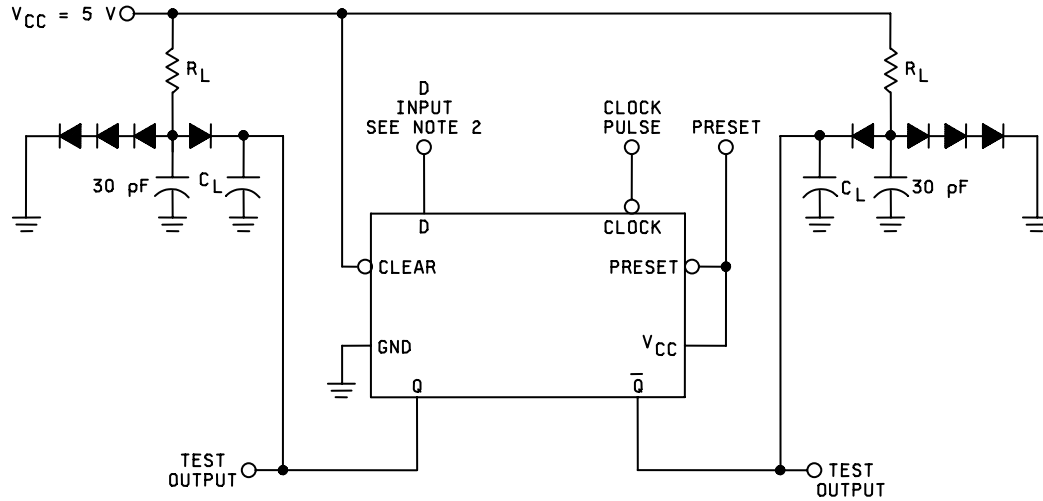 V_CC = 5 V
R_L
R_L
D
INPUT
SEE NOTE 2
CLOCK
PULSE
PRESET
30 pF
C_L
C_L
30 pF
D
CLOCK
CLEAR
PRESET
GND
V_CC
Q
Q̅
TEST
OUTPUT
TEST
OUTPUT